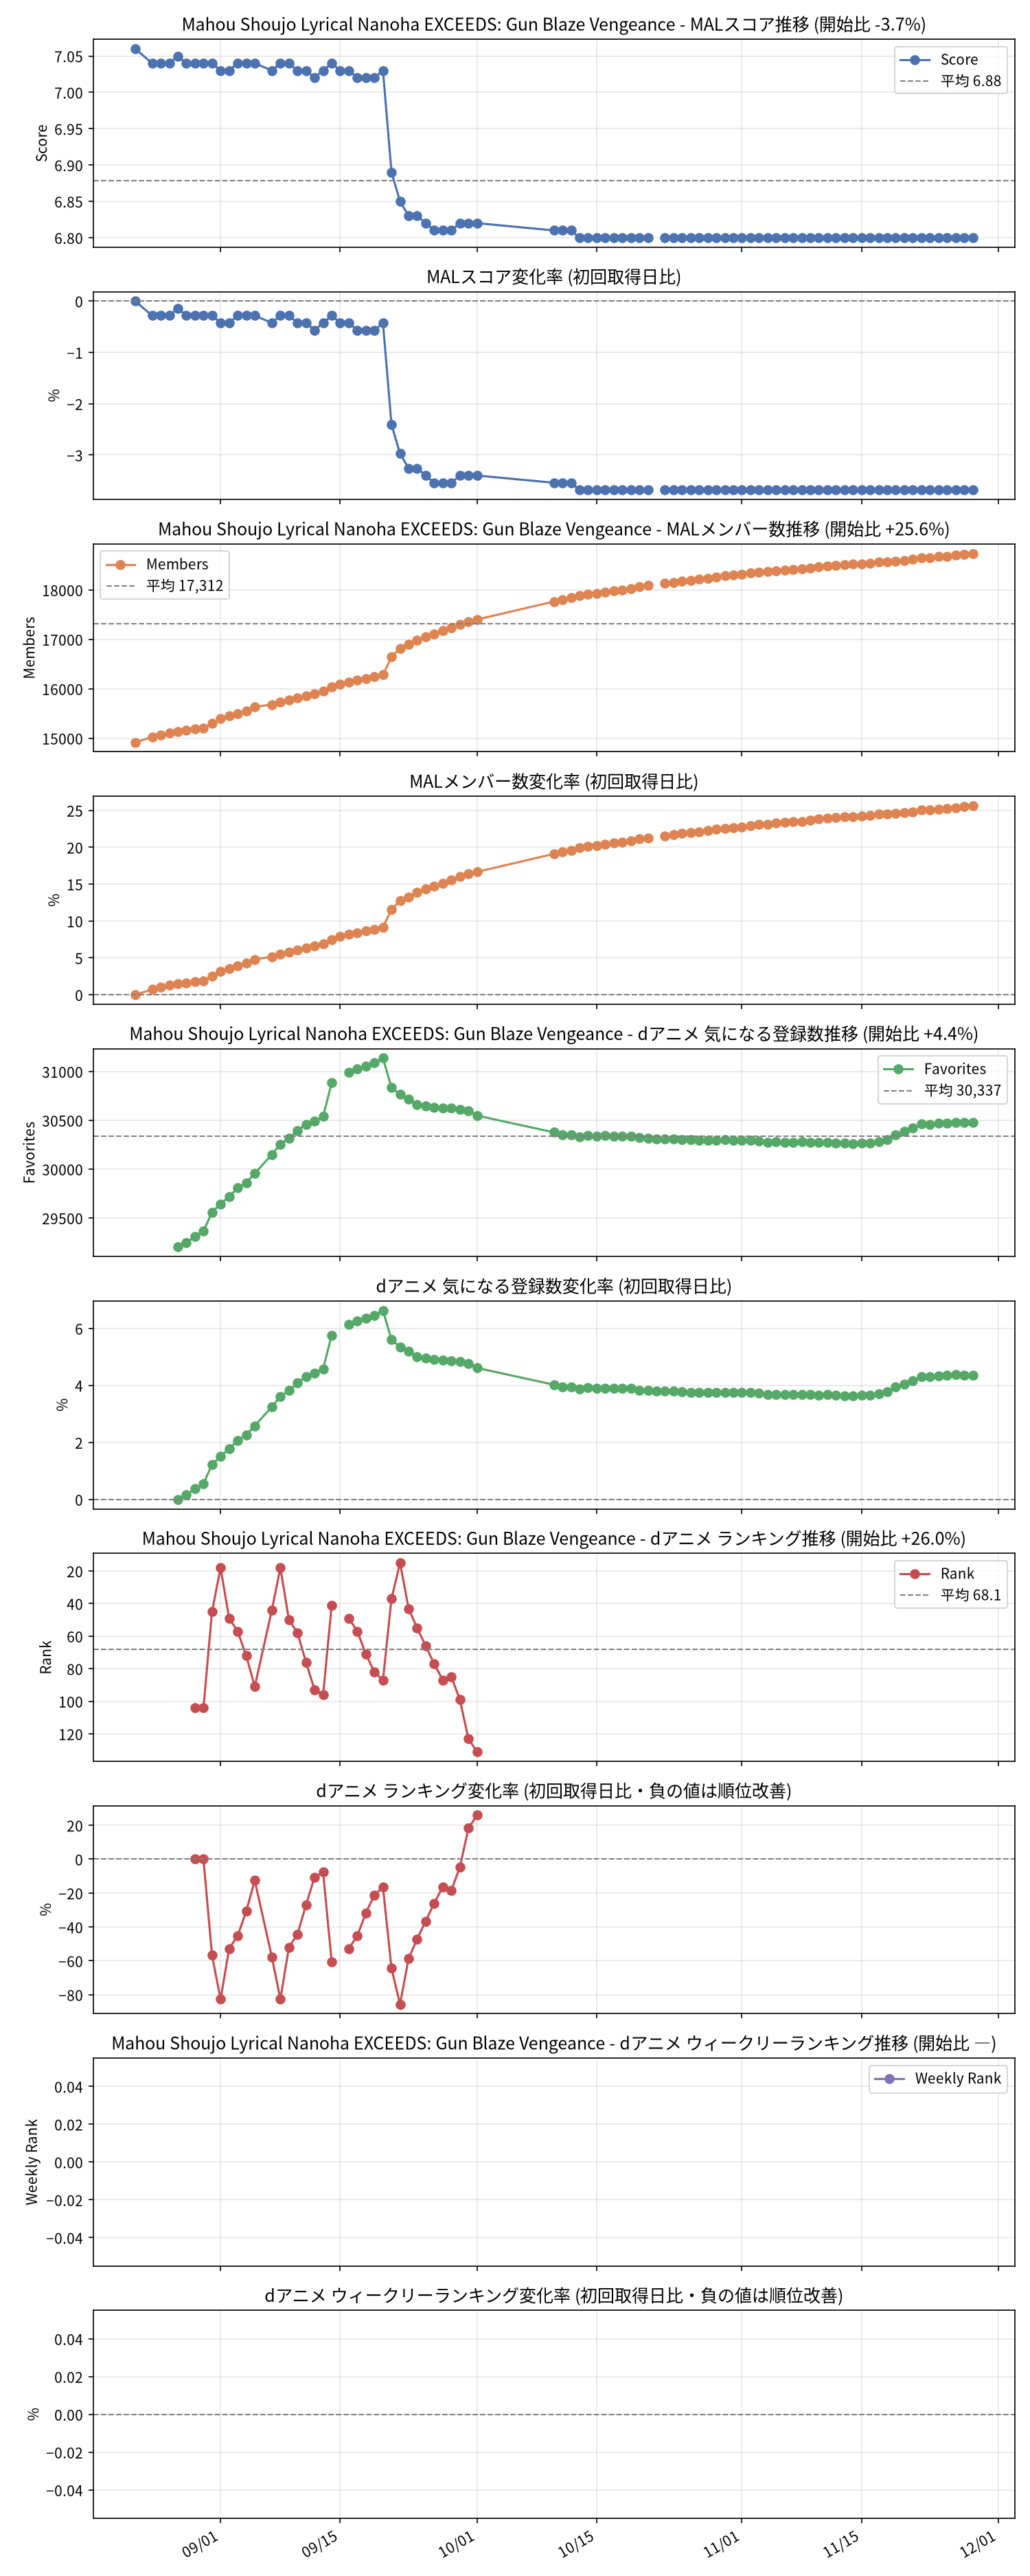 Mahou Shoujo Lyrical Nanoha EXCEEDS: Gun Blaze Vengeance - MALスコア推移 (開始比 -3.7%)
Score
7.05
7.00
6.95
6.90
6.85
6.80
Score
平均 6.88
MALスコア変化率 (初回取得日比)
%
0
−1
−2
−3
Mahou Shoujo Lyrical Nanoha EXCEEDS: Gun Blaze Vengeance - MALメンバー数推移 (開始比 +25.6%)
Members
18000
17000
16000
15000
Members
平均 17,312
MALメンバー数変化率 (初回取得日比)
%
25
20
15
10
5
0
Mahou Shoujo Lyrical Nanoha EXCEEDS: Gun Blaze Vengeance - dアニメ 気になる登録数推移 (開始比 +4.4%)
Favorites
31000
30500
30000
29500
Favorites
平均 30,337
dアニメ 気になる登録数変化率 (初回取得日比)
%
6
4
2
0
Mahou Shoujo Lyrical Nanoha EXCEEDS: Gun Blaze Vengeance - dアニメ ランキング推移 (開始比 +26.0%)
Rank
20
40
60
80
100
120
Rank
平均 68.1
dアニメ ランキング変化率 (初回取得日比・負の値は順位改善)
%
20
0
−20
−40
−60
−80
Mahou Shoujo Lyrical Nanoha EXCEEDS: Gun Blaze Vengeance - dアニメ ウィークリーランキング推移 (開始比 —)
Weekly Rank
0.04
0.02
0.00
−0.02
−0.04
Weekly Rank
dアニメ ウィークリーランキング変化率 (初回取得日比・負の値は順位改善)
%
0.04
0.02
0.00
−0.02
−0.04
09/01
09/15
10/01
10/15
11/01
11/15
12/01